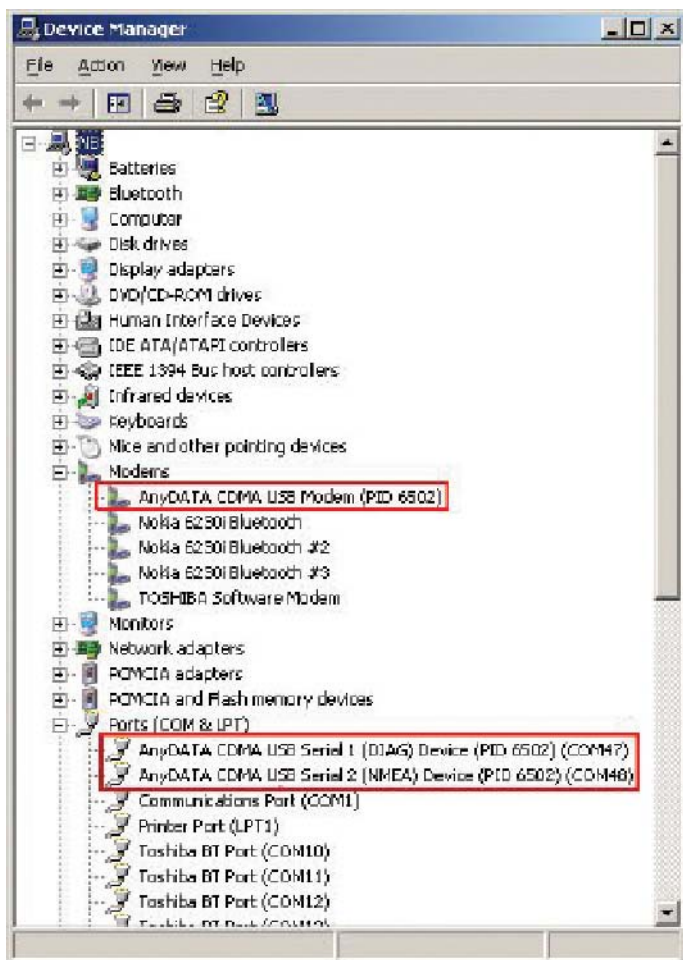 Device Manager
File Action View Help
NB
Batteries
Bluetooth
Computer
Disk drives
Display adapters
DVD/CD-ROM drives
Human Interface Devices
IDE ATA/ATAPI controllers
IEEE 1394 Bus host controllers
Infrared devices
Keyboards
Mice and other pointing devices
Modems
AnyDATA CDMA USB Modem (PID 6502)
Nokia 6230i Bluetooth
Nokia 6230i Bluetooth #2
Nokia 6230i Bluetooth #3
TOSHIBA Software Modem
Monitors
Network adapters
PCMCIA adapters
PCMCIA and Flash memory devices
Ports (COM & LPT)
AnyDATA CDMA USB Serial 1 (DIAG) Device (PID 6502) (COM47)
AnyDATA CDMA USB Serial 2 (NMEA) Device (PID 6502) (COM48)
Communications Port (COM1)
Printer Port (LPT1)
Toshiba BT Port (COM10)
Toshiba BT Port (COM11)
Toshiba BT Port (COM12)
Toshiba BT Port